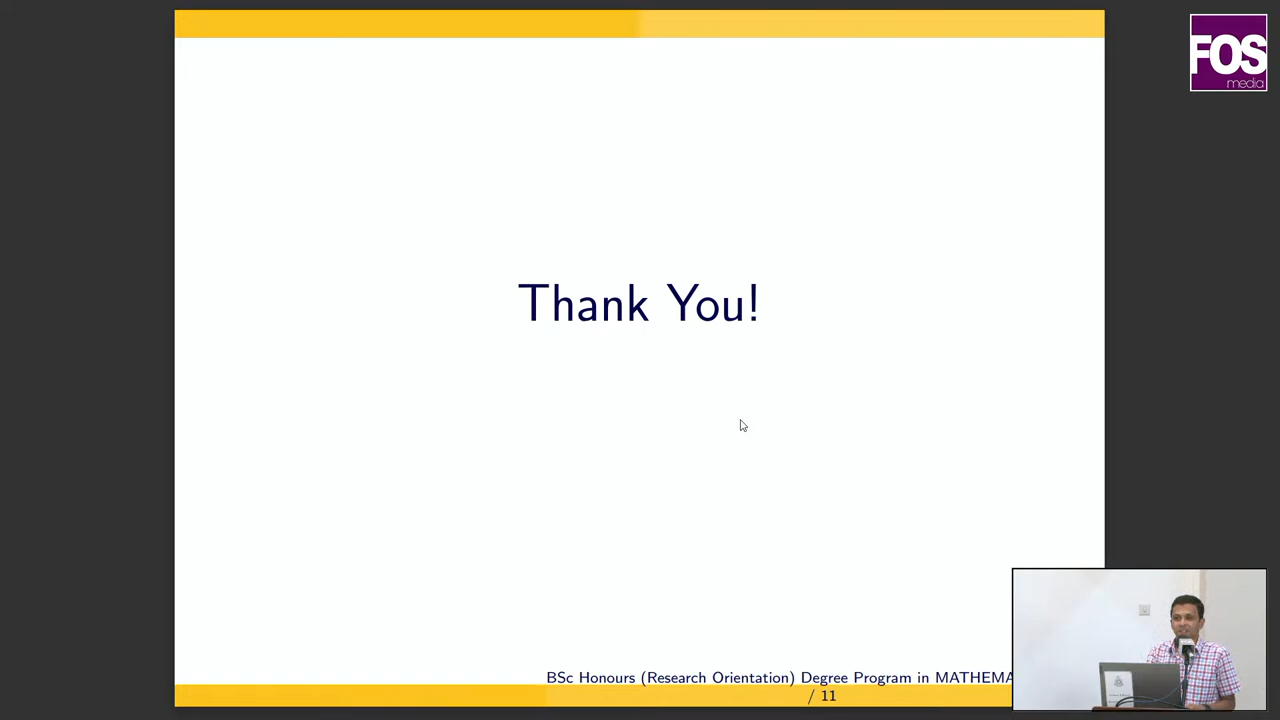 FOS
media
Thank You!
BSc Honours (Research Orientation) Degree Program in MATHEMA
/ 11